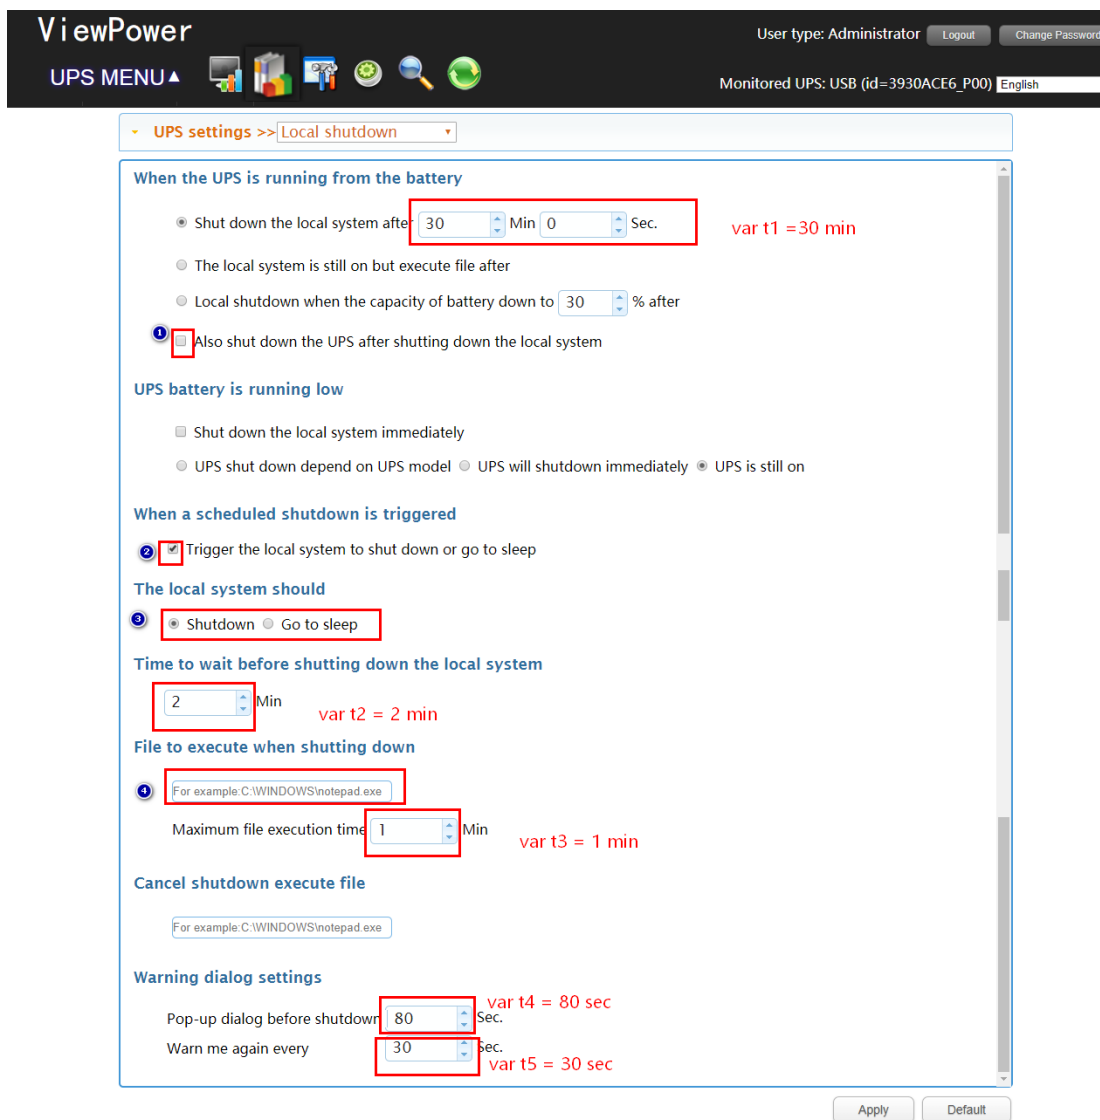 ViewPower
User type: Administrator Logout Change Password
UPS MENU▲
Monitored UPS: USB (id=3930ACE6_P00) English
UPS settings >> Local shutdown
When the UPS is running from the battery
Shut down the local system after 30 Min 0 Sec.
var t1 =30 min
The local system is still on but execute file after
Local shutdown when the capacity of battery down to 30 % after
1 Also shut down the UPS after shutting down the local system
UPS battery is running low
Shut down the local system immediately
UPS shut down depend on UPS model UPS will shutdown immediately UPS is still on
When a scheduled shutdown is triggered
2 Trigger the local system to shut down or go to sleep
The local system should
3 Shutdown Go to sleep
Time to wait before shutting down the local system
2 Min
var t2 = 2 min
File to execute when shutting down
4 For example:C:\WINDOWS\notepad.exe
Maximum file execution time 1 Min
var t3 = 1 min
Cancel shutdown execute file
For example:C:\WINDOWS\notepad.exe
Warning dialog settings
var t4 = 80 sec
Pop-up dialog before shutdown 80 Sec.
Warn me again every 30 Sec.
var t5 = 30 sec
Apply Default